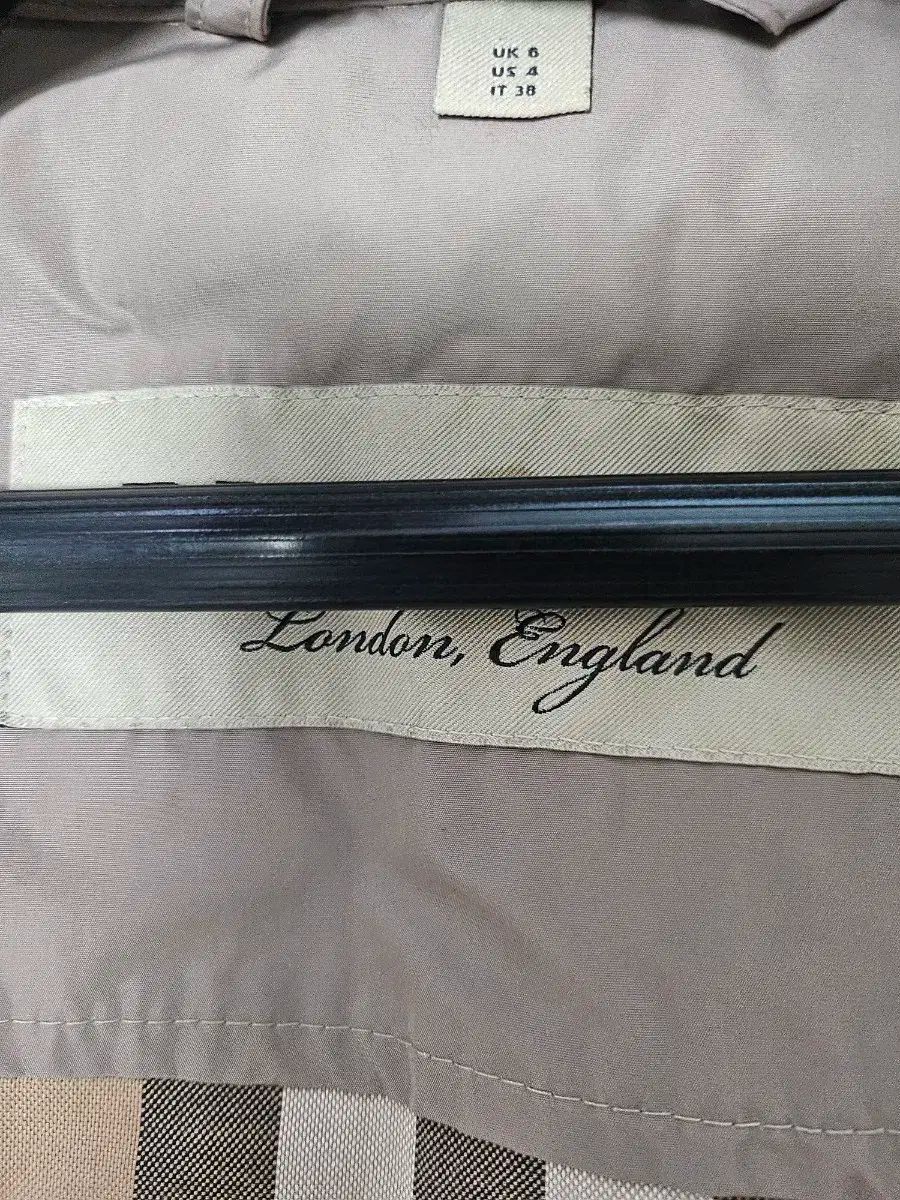 UK 6
US 4
IT 38
London, England